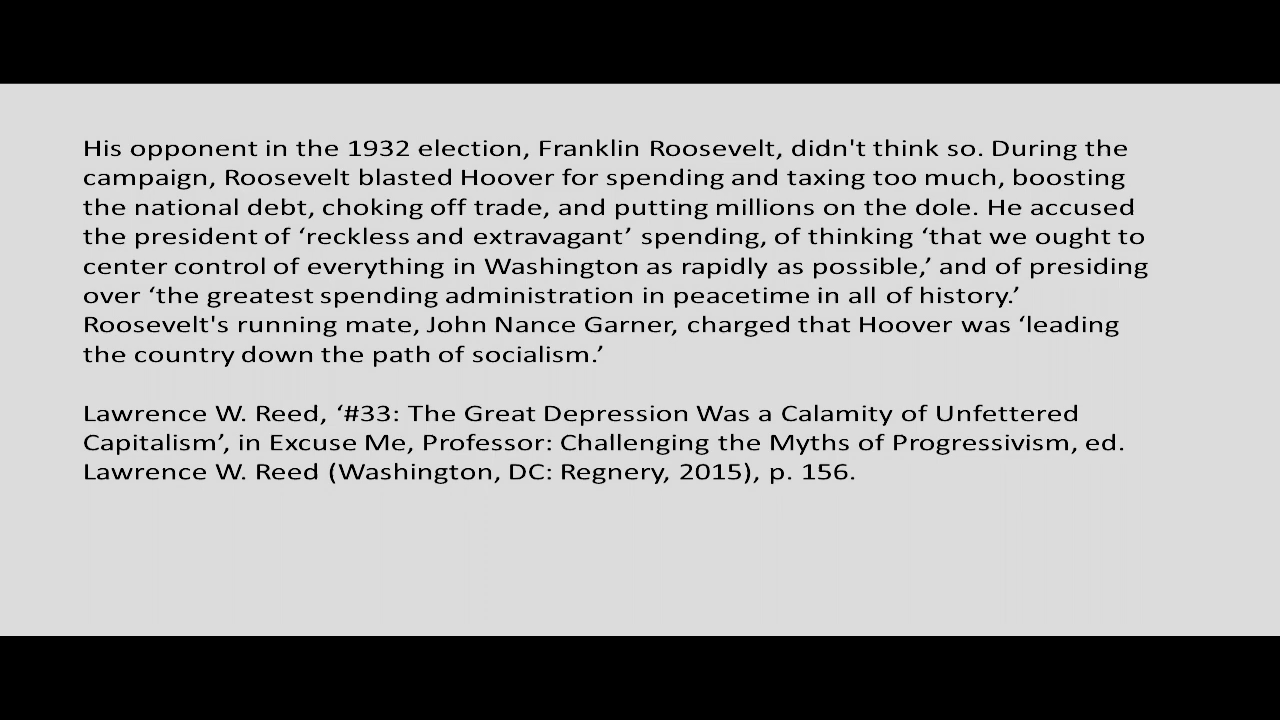 His opponent in the 1932 election, Franklin Roosevelt, didn't think so. During the
campaign, Roosevelt blasted Hoover for spending and taxing too much, boosting
the national debt, choking off trade, and putting millions on the dole. He accused
the president of ‘reckless and extravagant’ spending, of thinking ‘that we ought to
center control of everything in Washington as rapidly as possible,’ and of presiding
over ‘the greatest spending administration in peacetime in all of history.’
Roosevelt's running mate, John Nance Garner, charged that Hoover was ‘leading
the country down the path of socialism.’
Lawrence W. Reed, ‘#33: The Great Depression Was a Calamity of Unfettered
Capitalism’, in Excuse Me, Professor: Challenging the Myths of Progressivism, ed.
Lawrence W. Reed (Washington, DC: Regnery, 2015), p. 156.